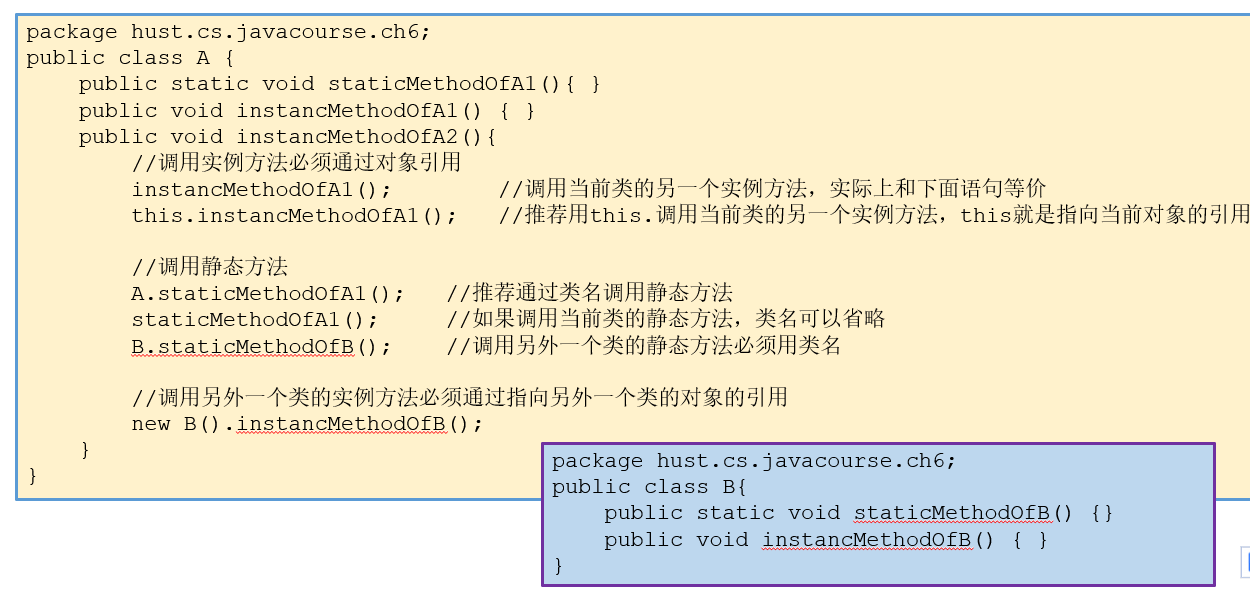 package hust.cs.javacourse.ch6;
public class A {
    public static void staticMethodOfA1(){ }
    public void instancMethodOfA1() { }
    public void instancMethodOfA2(){
        //调用实例方法必须通过对象引用
        instancMethodOfA1();        //调用当前类的另一个实例方法，实际上和下面语句等价
        this.instancMethodOfA1();   //推荐用this.调用当前类的另一个实例方法，this就是指向当前对象的引用
        //调用静态方法
        A.staticMethodOfA1();   //推荐通过类名调用静态方法
        staticMethodOfA1();     //如果调用当前类的静态方法，类名可以省略
        B.staticMethodOfB();    //调用另外一个类的静态方法必须用类名
        //调用另外一个类的实例方法必须通过指向另外一个类的对象的引用
        new B().instancMethodOfB();
    }
}
package hust.cs.javacourse.ch6;
public class B{
    public static void staticMethodOfB() {}
    public void instancMethodOfB() { }
}